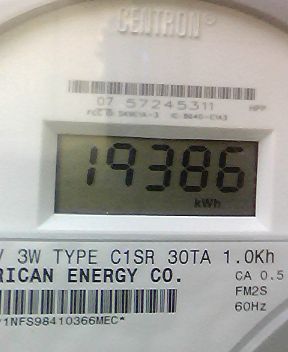 CENTRON®
07 57245311
HPP
19386
kWh
V 3W TYPE C1SR 30TA 1.0Kh
RICAN ENERGY CO.
CA 0.5
FM2S
60Hz
1NFS98410366MEC*